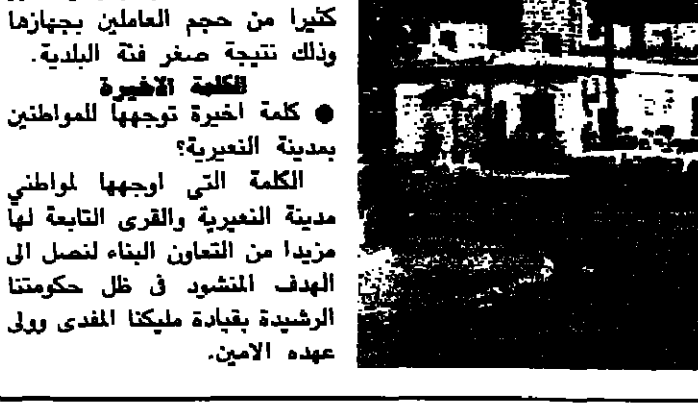 كثيرا من حجم العاملين بجهازها
وذلك نتيجة صغر فئة البلدية.
الكلمة الاخيرة
● كلمة اخيرة توجهها للمواطنين
بمدينة النعيرية؟
الكلمة التي اوجهها لمواطني
مدينة النعيرية والقرى التابعة لها
مزيدا من التعاون البناء لنصل الى
الهدف المنشود في ظل حكومتنا
الرشيدة بقيادة مليكنا المفدى وولى
عهده الامين.